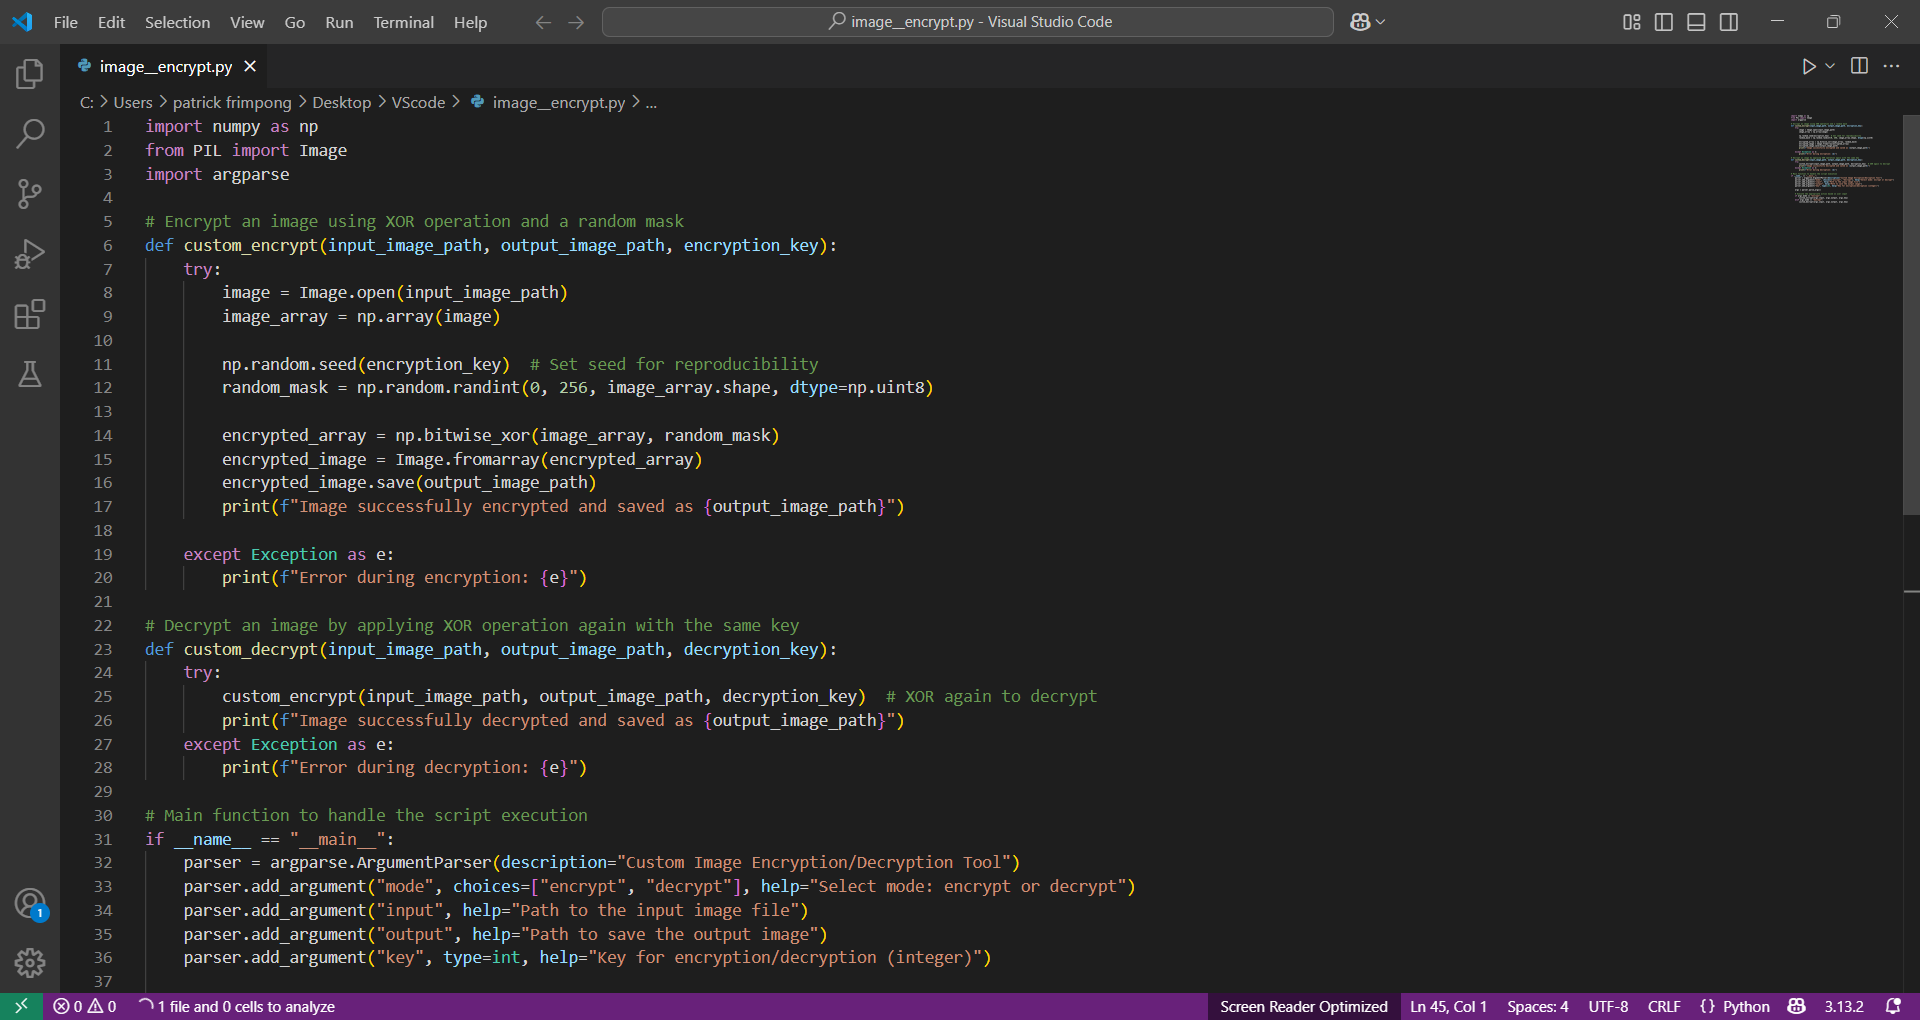 File Edit Selection View Go Run Terminal Help image__encrypt.py - Visual Studio Code
image__encrypt.py
C: > Users > patrick frimpong > Desktop > VScode > image__encrypt.py > ...
1 import numpy as np
2 from PIL import Image
3 import argparse
4
5 # Encrypt an image using XOR operation and a random mask
6 def custom_encrypt(input_image_path, output_image_path, encryption_key):
7     try:
8         image = Image.open(input_image_path)
9         image_array = np.array(image)
10
11         np.random.seed(encryption_key)  # Set seed for reproducibility
12         random_mask = np.random.randint(0, 256, image_array.shape, dtype=np.uint8)
13
14         encrypted_array = np.bitwise_xor(image_array, random_mask)
15         encrypted_image = Image.fromarray(encrypted_array)
16         encrypted_image.save(output_image_path)
17         print(f"Image successfully encrypted and saved as {output_image_path}")
18
19     except Exception as e:
20         print(f"Error during encryption: {e}")
21
22 # Decrypt an image by applying XOR operation again with the same key
23 def custom_decrypt(input_image_path, output_image_path, decryption_key):
24     try:
25         custom_encrypt(input_image_path, output_image_path, decryption_key)  # XOR again to decrypt
26         print(f"Image successfully decrypted and saved as {output_image_path}")
27     except Exception as e:
28         print(f"Error during decryption: {e}")
29
30 # Main function to handle the script execution
31 if __name__ == "__main__":
32     parser = argparse.ArgumentParser(description="Custom Image Encryption/Decryption Tool")
33     parser.add_argument("mode", choices=["encrypt", "decrypt"], help="Select mode: encrypt or decrypt")
34     parser.add_argument("input", help="Path to the input image file")
35     parser.add_argument("output", help="Path to save the output image")
36     parser.add_argument("key", type=int, help="Key for encryption/decryption (integer)")
37
1
0 0 1 file and 0 cells to analyze Screen Reader Optimized Ln 45, Col 1 Spaces: 4 UTF-8 CRLF {} Python 3.13.2